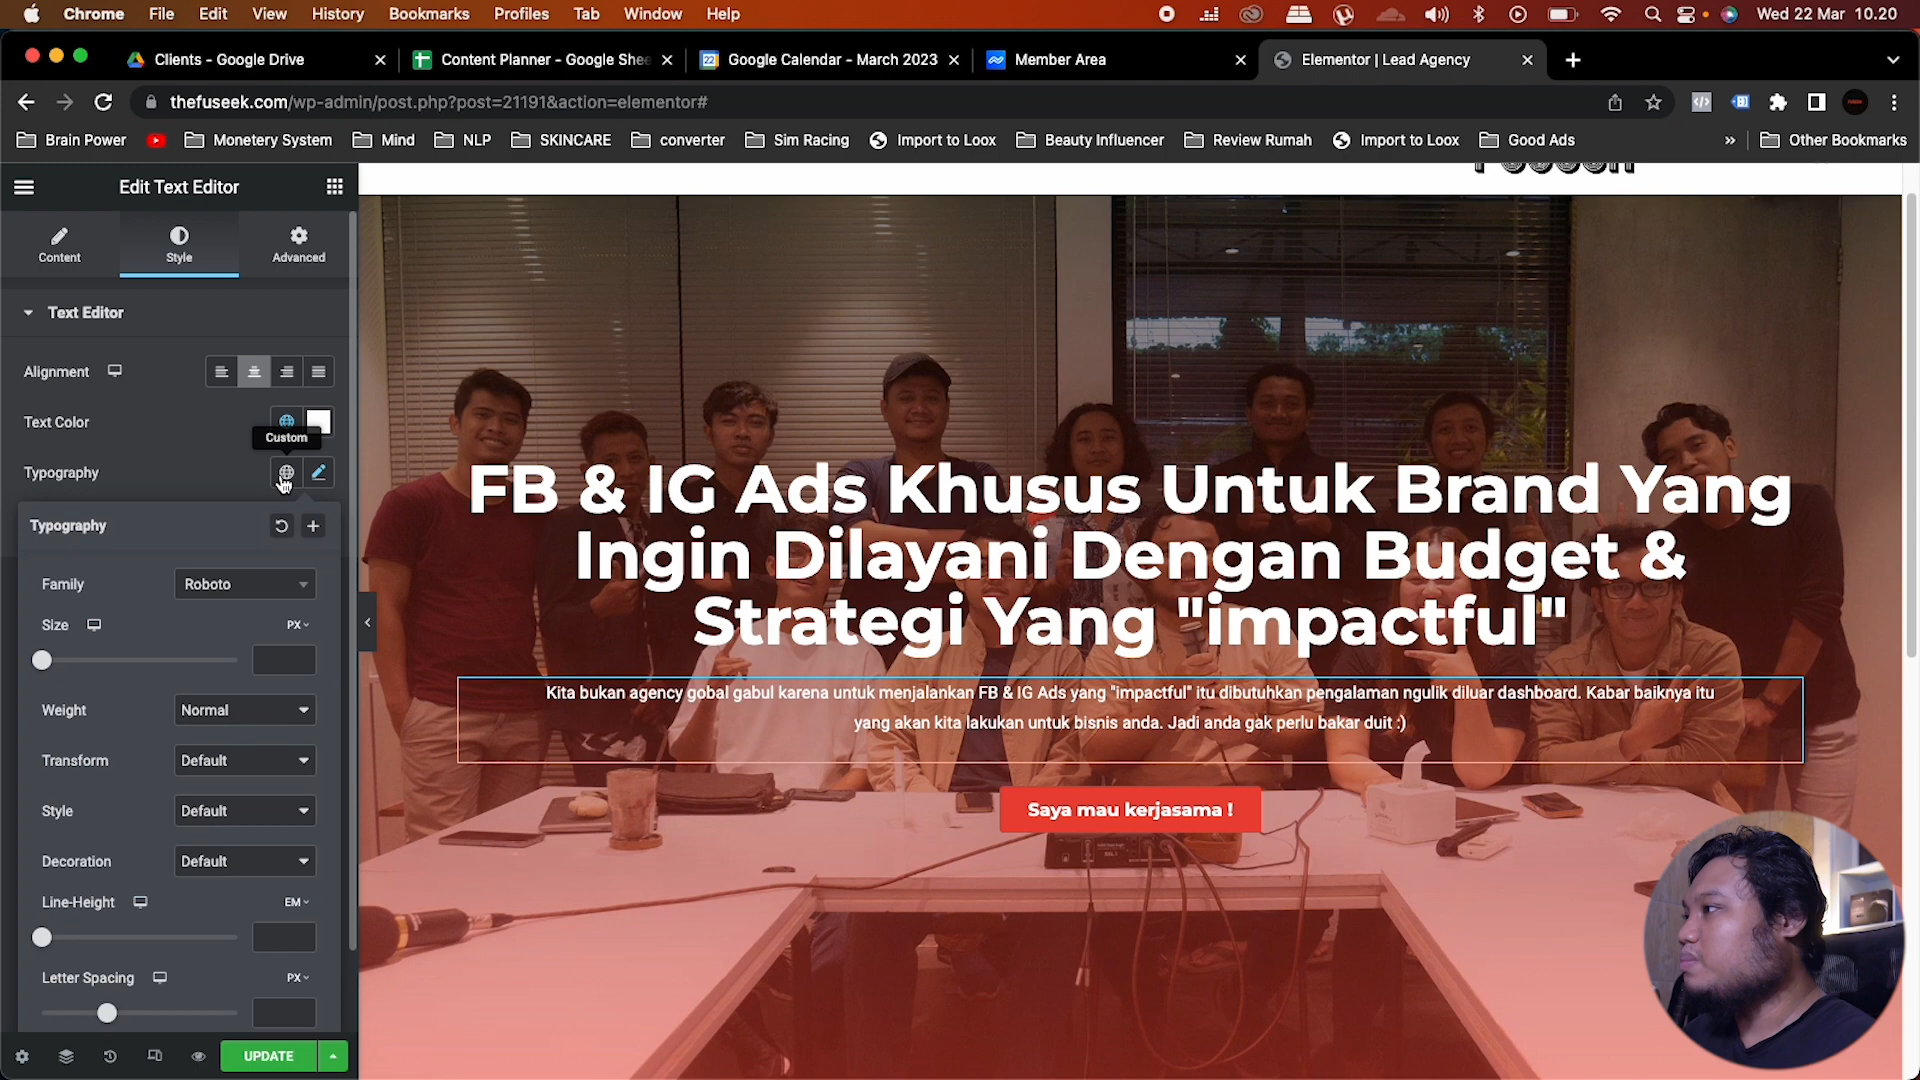 Chrome File Edit View History Bookmarks Profiles Tab Window Help Wed 22 Mar 10.20
Clients - Google Drive Content Planner - Google Shee Google Calendar - March 2023 Member Area Elementor | Lead Agency
thefuseek.com/wp-admin/post.php?post=21191&action=elementor#
Brain Power Monetery System Mind NLP SKINCARE converter Sim Racing Import to Loox Beauty Influencer Review Rumah Import to Loox Good Ads » Other Bookmarks
Edit Text Editor
Content Style Advanced
Text Editor
Alignment
Text Color
Custom
Typography
Typography
Family Roboto
Size PX
Weight Normal
Transform Default
Style Default
Decoration Default
Line-Height EM
Letter Spacing PX
UPDATE
FB & IG Ads Khusus Untuk Brand Yang
Ingin Dilayani Dengan Budget &
Strategi Yang "impactful"
Kita bukan agency gobal gabul karena untuk menjalankan FB & IG Ads yang "impactful" itu dibutuhkan pengalaman ngulik diluar dashboard. Kabar baiknya itu
yang akan kita lakukan untuk bisnis anda. Jadi anda gak perlu bakar duit :)
Saya mau kerjasama !